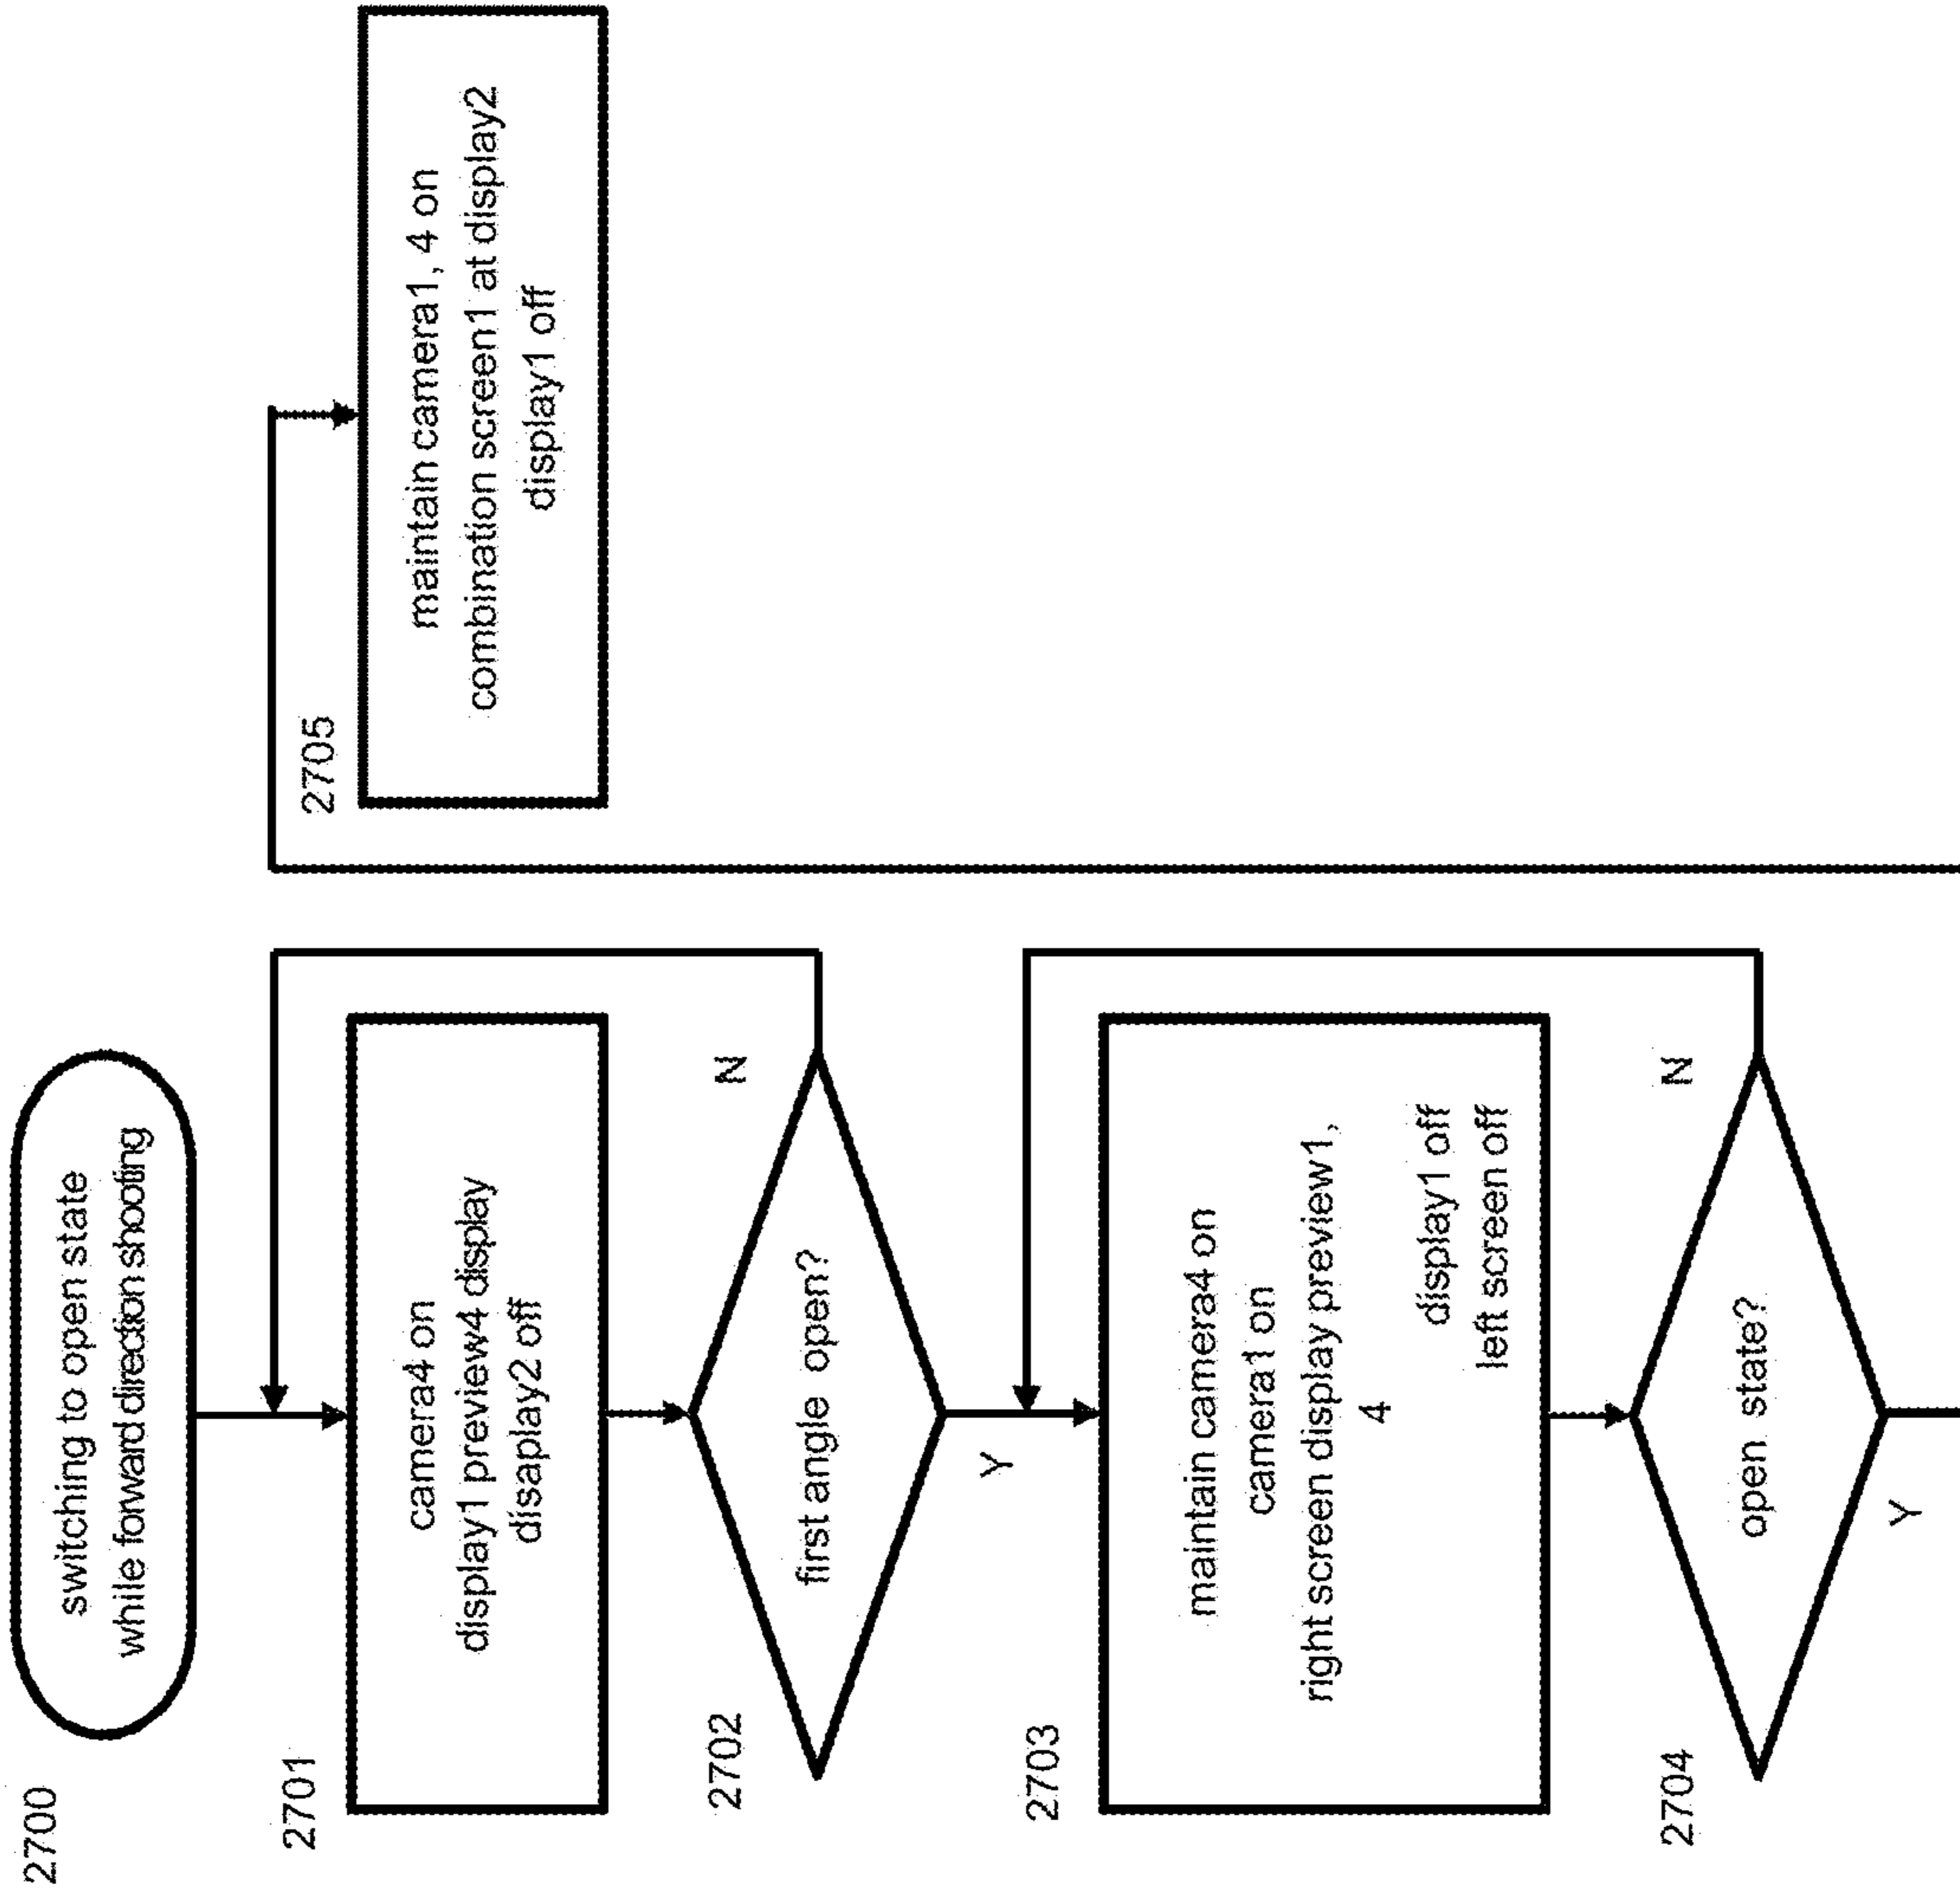 2700
switching to open state
while forward direction shooting
2701
camera4 on
display1 preview4 display
disaplay2 off
2702
first angle open?
N
Y
2703
maintain camera4 on
camera1 on
right screen display preview1,
4
display1 off
left screen off
2704
open state?
N
Y
2705
maintain camera1, 4 on
combination screen1 at display2
display1 off